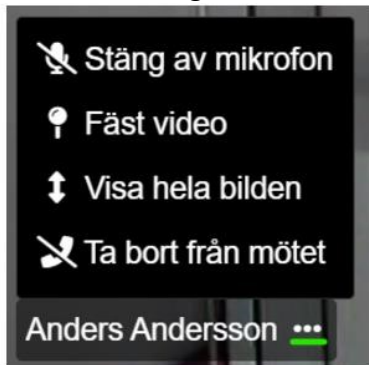 Stäng av mikrofon
Fäst video
Visa hela bilden
Ta bort från mötet
Anders Andersson